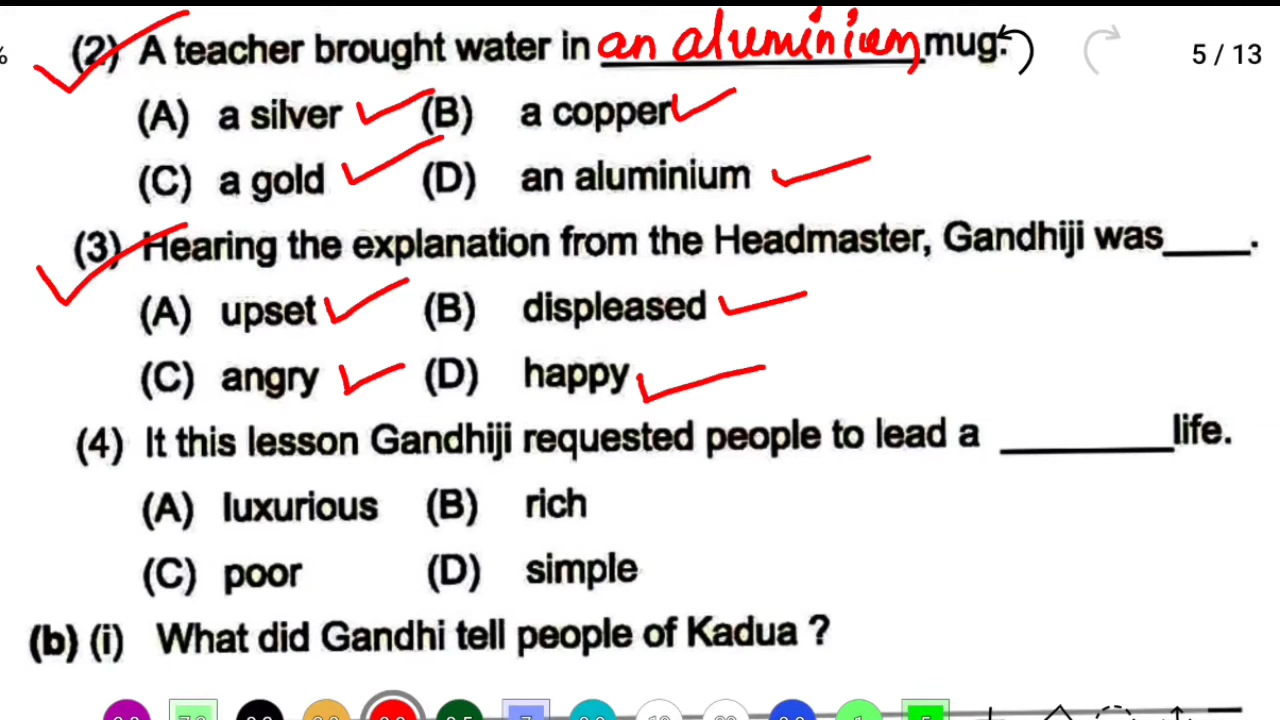 %
(2) A teacher brought water in an aluminium mug. 5 / 13
(A) a silver (B) a copper
(C) a gold (D) an aluminium
(3) Hearing the explanation from the Headmaster, Gandhiji was____.
(A) upset (B) displeased
(C) angry (D) happy
(4) It this lesson Gandhiji requested people to lead a ________life.
(A) luxurious (B) rich
(C) poor (D) simple
(b) (i) What did Gandhi tell people of Kadua ?